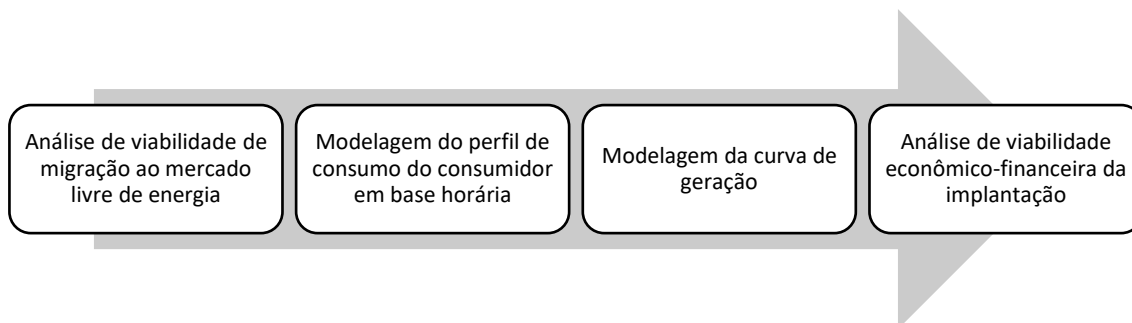 Análise de viabilidade de
migração ao mercado
livre de energia
Modelagem do perfil de
consumo do consumidor
em base horária
Modelagem da curva de
geração
Análise de viabilidade
econômico-financeira da
implantação